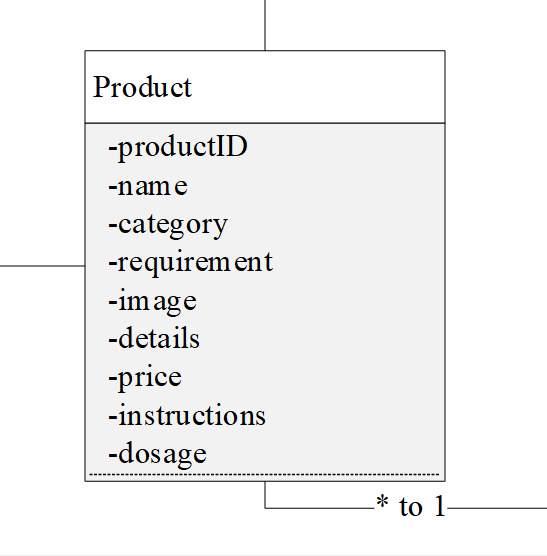 Product
-productID
-name
-category
-requirement
-image
-details
-price
-instructions
-dosage
* to 1